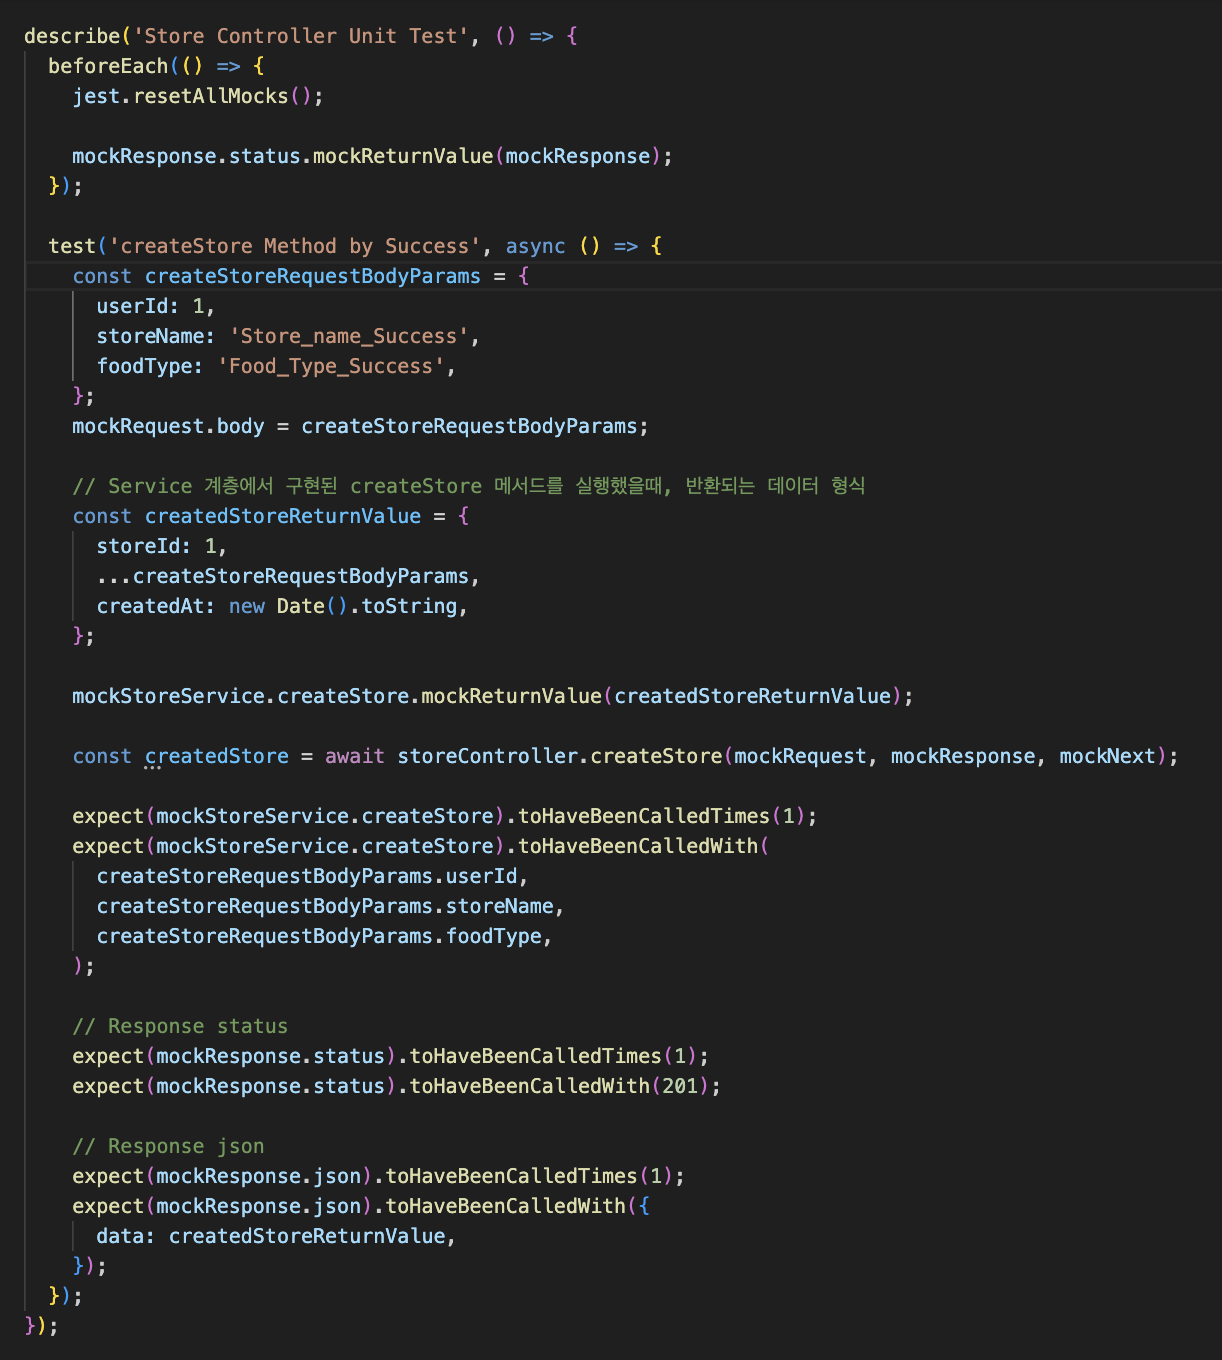 describe('Store Controller Unit Test', () => {
  beforeEach(() => {
    jest.resetAllMocks();

    mockResponse.status.mockReturnValue(mockResponse);
  });

  test('createStore Method by Success', async () => {
    const createStoreRequestBodyParams = {
      userId: 1,
      storeName: 'Store_name_Success',
      foodType: 'Food_Type_Success',
    };
    mockRequest.body = createStoreRequestBodyParams;

    // Service 계층에서 구현된 createStore 메서드를 실행했을때, 반환되는 데이터 형식
    const createdStoreReturnValue = {
      storeId: 1,
      ...createStoreRequestBodyParams,
      createdAt: new Date().toString,
    };

    mockStoreService.createStore.mockReturnValue(createdStoreReturnValue);

    const createdStore = await storeController.createStore(mockRequest, mockResponse, mockNext);

    expect(mockStoreService.createStore).toHaveBeenCalledTimes(1);
    expect(mockStoreService.createStore).toHaveBeenCalledWith(
      createStoreRequestBodyParams.userId,
      createStoreRequestBodyParams.storeName,
      createStoreRequestBodyParams.foodType,
    );

    // Response status
    expect(mockResponse.status).toHaveBeenCalledTimes(1);
    expect(mockResponse.status).toHaveBeenCalledWith(201);

    // Response json
    expect(mockResponse.json).toHaveBeenCalledTimes(1);
    expect(mockResponse.json).toHaveBeenCalledWith({
      data: createdStoreReturnValue,
    });
  });
});